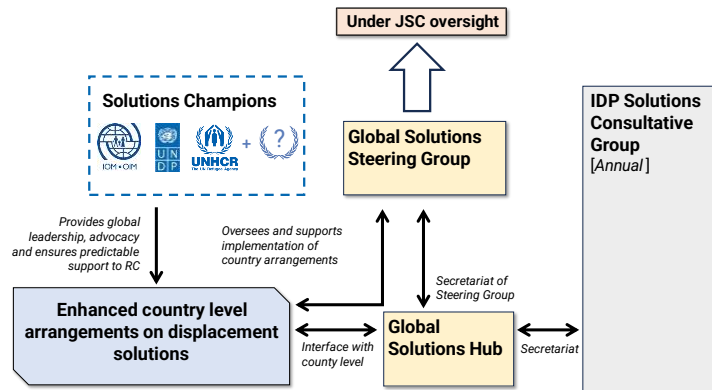 Under JSC oversight
Solutions Champions
IOM • OIM
U N
D P
UNHCR
The UN Refugee Agency
+
?
Global Solutions
Steering Group
IDP Solutions
Consultative
Group
[Annual]
Provides global
leadership, advocacy
and ensures predictable
support to RC
Oversees and supports
implementation of
country arrangements
Secretariat of
Steering Group
Enhanced country level
arrangements on displacement
solutions
Interface with
county level
Global
Solutions Hub
Secretariat